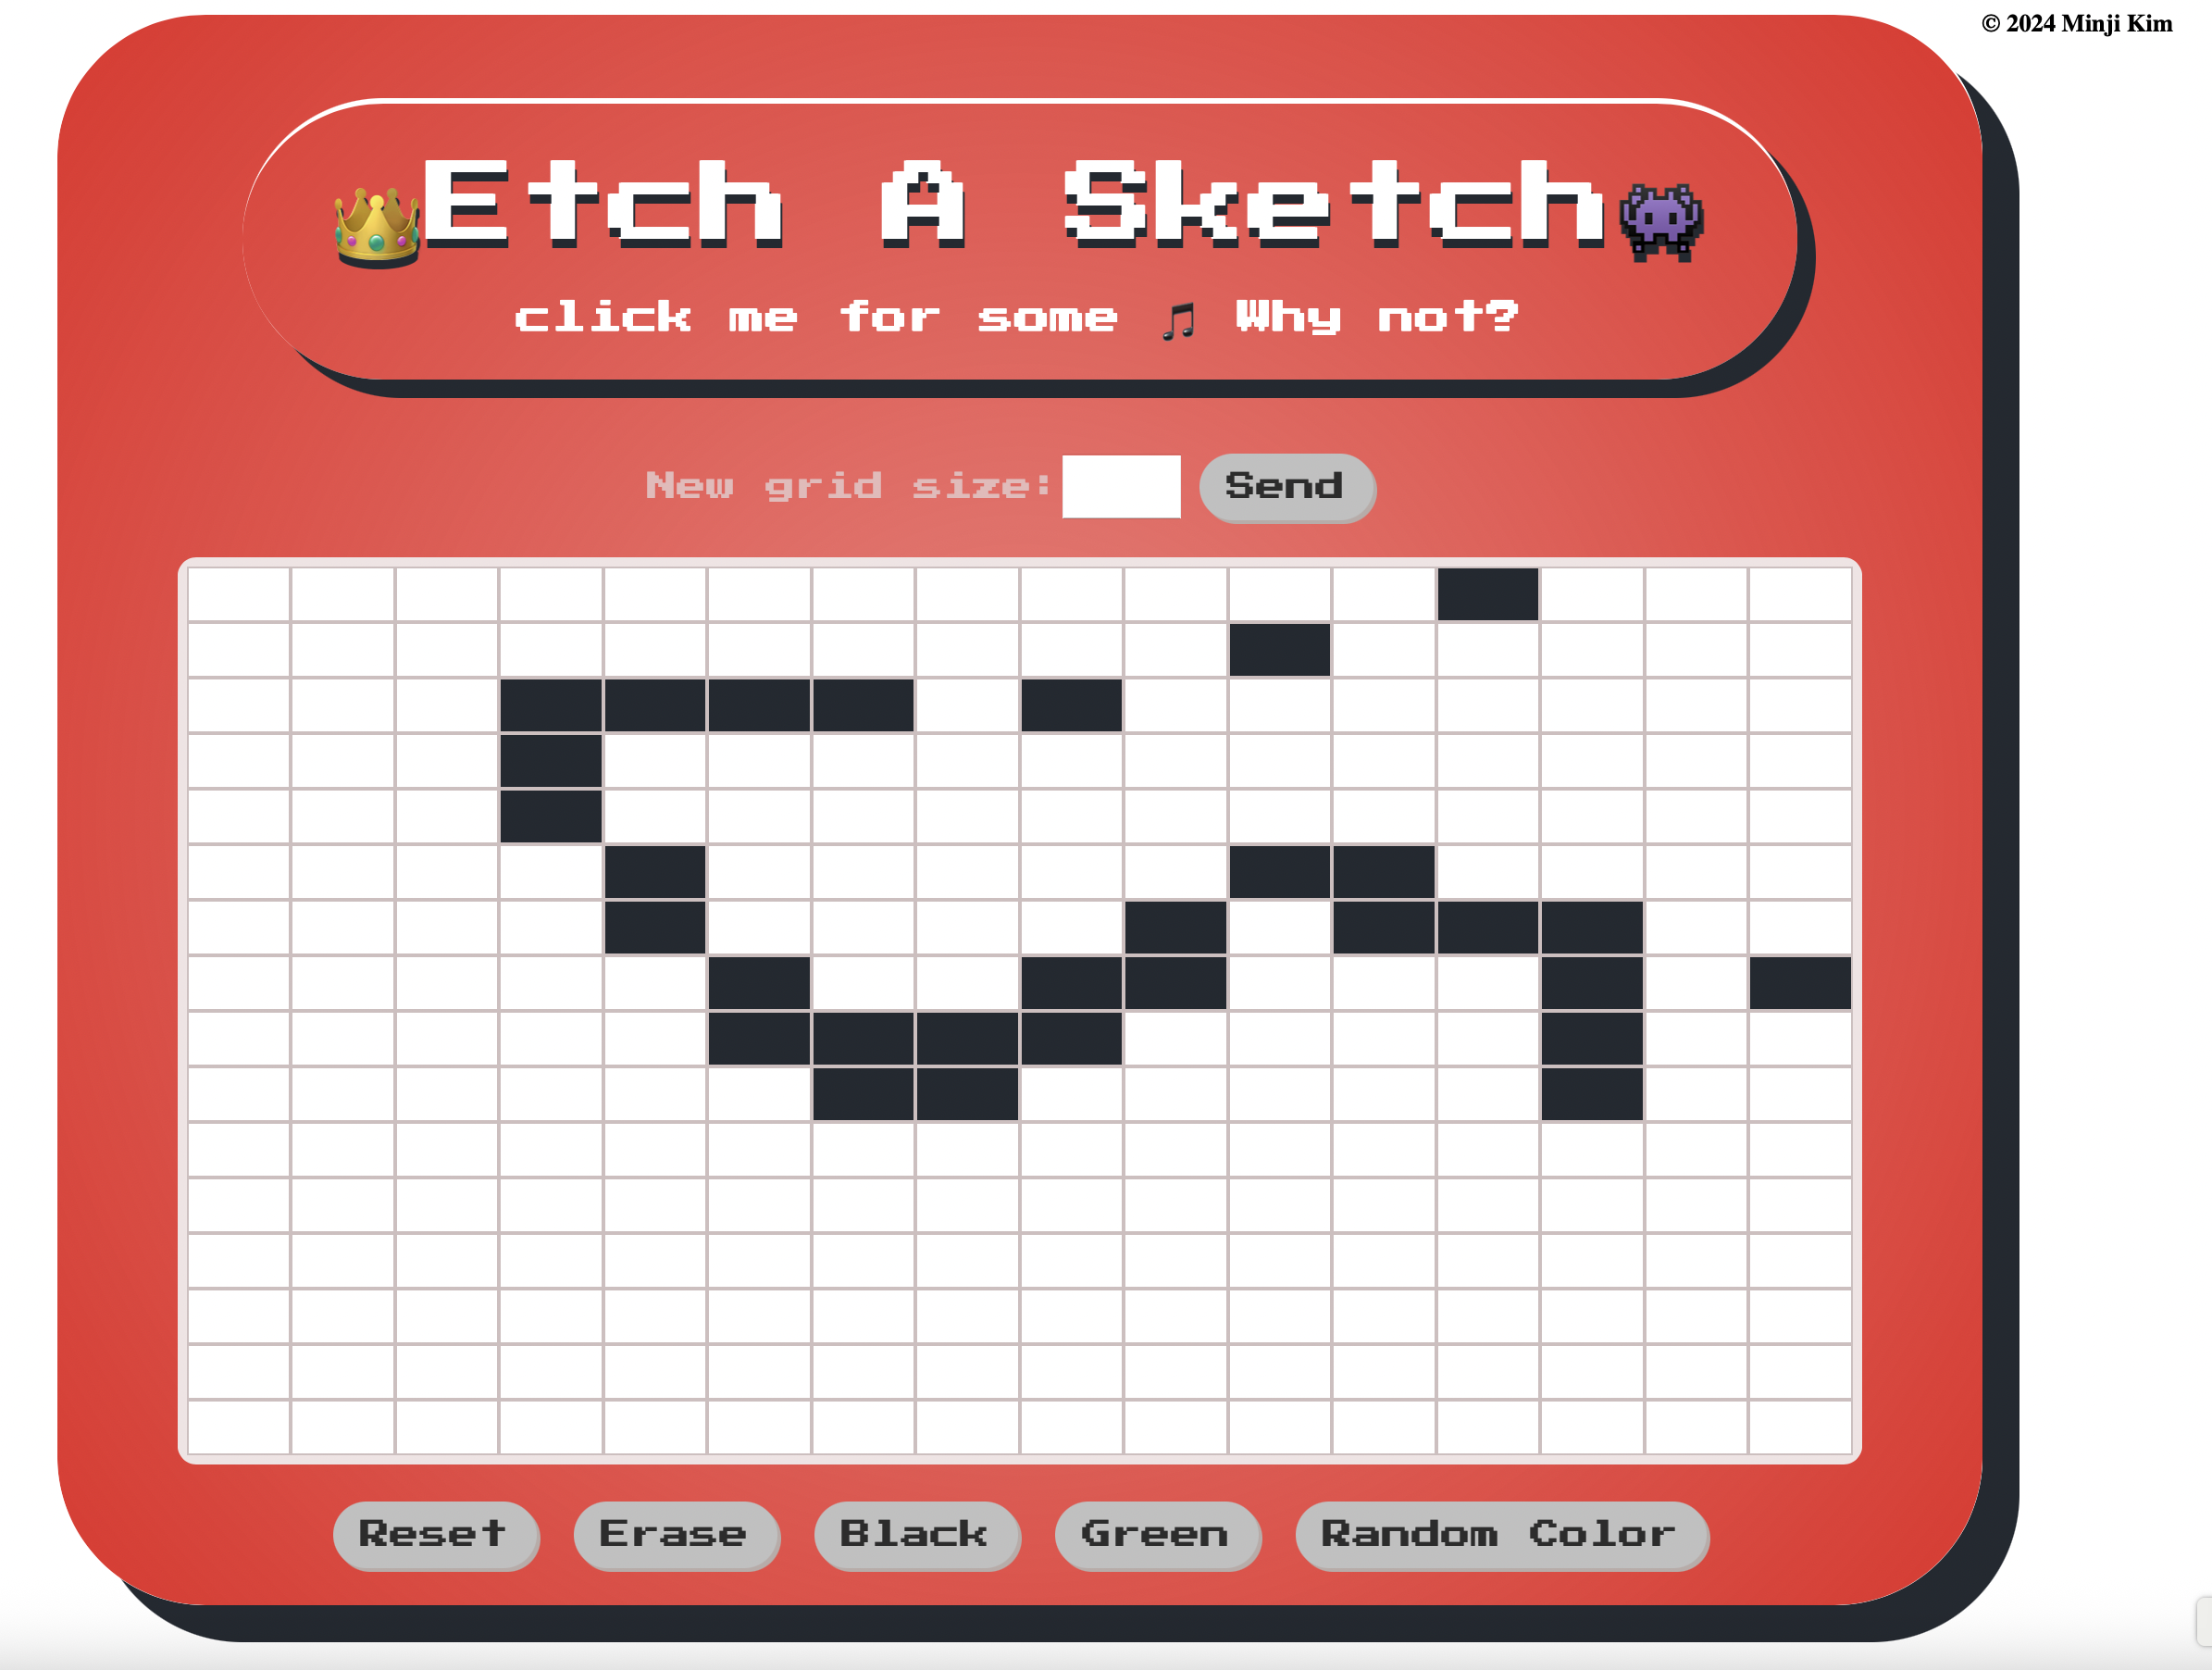 © 2024 Minji Kim
👑Etch A Sketch👾
click me for some 🎵 Why not?
New grid size: Send
Reset Erase Black Green Random Color